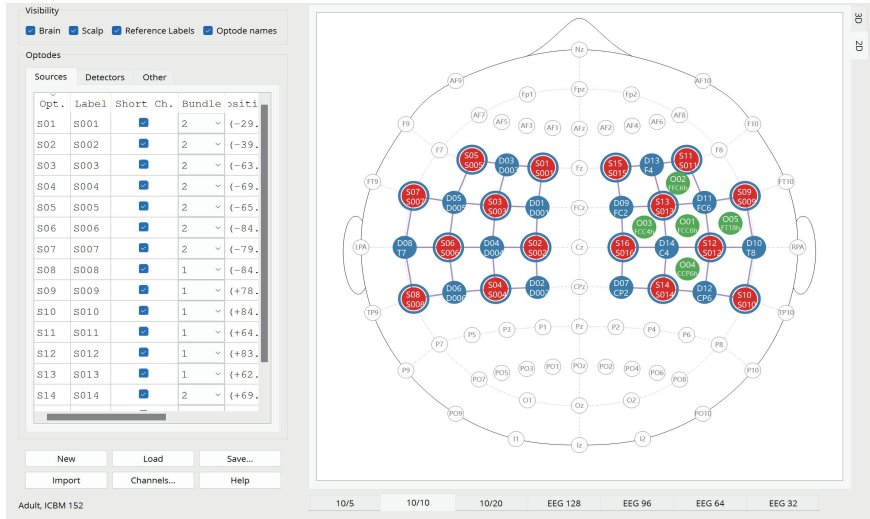 Visibility
Brain Scalp Reference Labels Optode names
Optodes
Sources Detectors Other
Opt. Label Short Ch. Bundle ositi
S01 S001 2 (-29.
S02 S002 2 (-39.
S03 S003 2 (-63.
S04 S004 2 (-69.
S05 S005 2 (-65.
S06 S006 2 (-84.
S07 S007 2 (-79.
S08 S008 1 (-84.
S09 S009 1 (+78.
S10 S010 1 (+84.
S11 S011 1 (+64.
S12 S012 1 (+83.
S13 S013 1 (+62.
S14 S014 2 (+69.
New Load Save...
Import Channels... Help
Adult, ICBM 152
3D
2D
Nz
AF9 AF10
Fp1 Fpz Fp2
AF7 AF5 AF3 AF1 AFz AF2 AF4 AF6 AF8
F9 F10
F7 F8
S05 S005
D03 D003
S01 S001
Fz
S15 S015
D13 F4
S11 S011
O02 FFC6h
FT9 FT10
S07 S007
D05 D005
S03 S003
D01 D001
FCz
D09 FC2
S13 S013
D11 FC6
S09 S009
O03 FCC4h
O01 FCC6h
O05 FTT8h
LPA
D08 T7
S06 S006
D04 D004
S02 S002
Cz
S16 S016
D14 C4
S12 S012
D10 T8
RPA
O04 CCP6h
S08 S008
D06 D006
S04 S004
D02 D002
CPz
D07 CP2
S14 S014
D12 CP6
S10 S010
TP9 TP10
P7 P5 P3 P1 Pz P2 P4 P6 P8
P9 P10
PO7 PO5 PO3 PO1 POz PO2 PO4 PO6 PO8
O1 Oz O2
PO9 PO10
I1 Iz I2
10/5 10/10 10/20 EEG 128 EEG 96 EEG 64 EEG 32